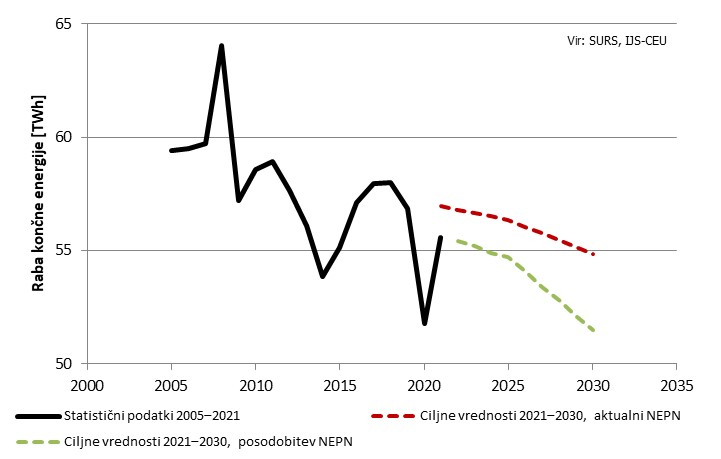 65
Vir: SURS, IJS-CEU
60
55
50
Raba končne energije [TWh]
2000 2005 2010 2015 2020 2025 2030 2035
Statistični podatki 2005–2021
Ciljne vrednosti 2021–2030, aktualni NEPN
Ciljne vrednosti 2021–2030, posodobitev NEPN